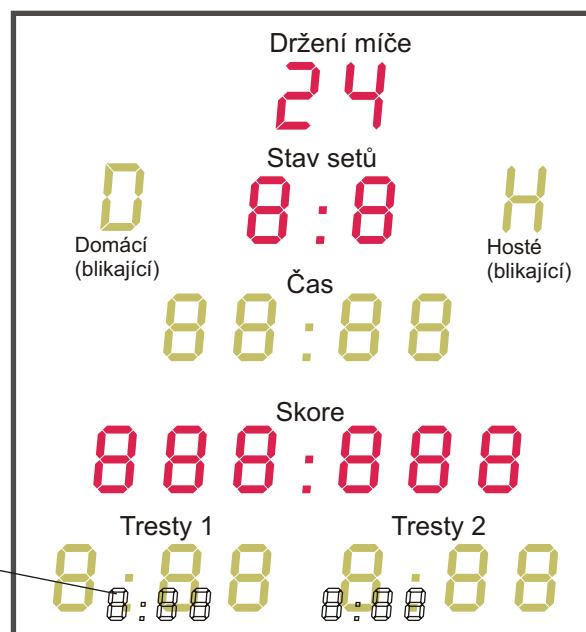 Držení míče
24
Stav setů
D 8:8 H
Domácí
(blikající)
Hosté
(blikající)
Čas
88:88
Skore
888:888
Tresty 1 Tresty 2
8:88 8:88
8:88 8:88